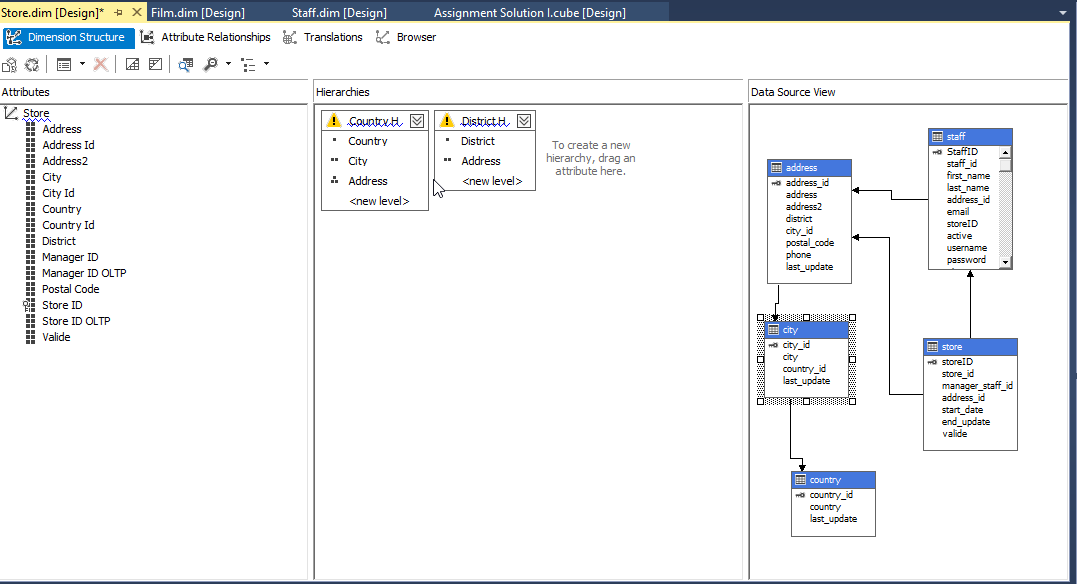 Store.dim [Design]*
Film.dim [Design]
Staff.dim [Design]
Assignment Solution I.cube [Design]
Dimension Structure
Attribute Relationships
Translations
Browser
Attributes
Store
Address
Address Id
Address2
City
City Id
Country
Country Id
District
Manager ID
Manager ID OLTP
Postal Code
Store ID
Store ID OLTP
Valide
Hierarchies
Country.H
Country
City
Address
<new level>
District.H
District
Address
<new level>
To create a new
hierarchy, drag an
attribute here.
Data Source View
address
address_id
address
address2
district
city_id
postal_code
phone
last_update
staff
StaffID
staff_id
first_name
last_name
address_id
email
storeID
active
username
password
city
city_id
city
country_id
last_update
store
storeID
store_id
manager_staff_id
address_id
start_date
end_update
valide
country
country_id
country
last_update